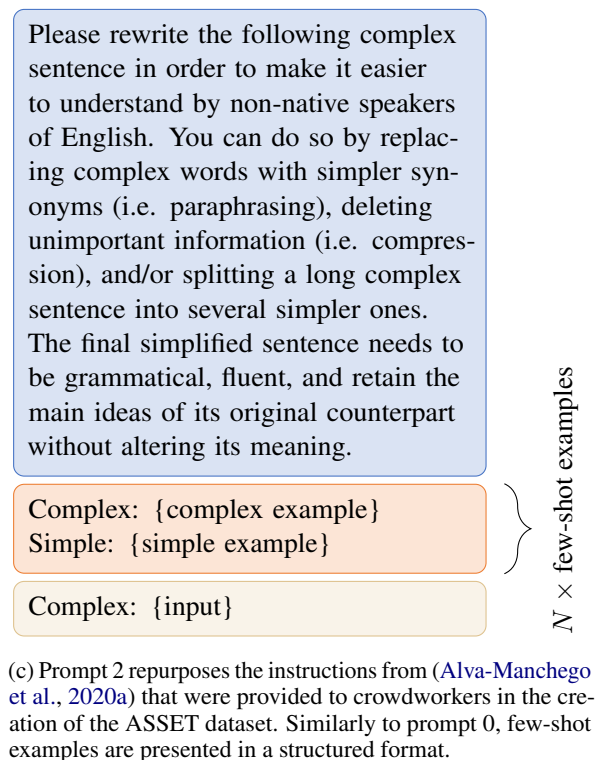 Please rewrite the following complex
sentence in order to make it easier
to understand by non-native speakers
of English. You can do so by replac-
ing complex words with simpler syn-
onyms (i.e. paraphrasing), deleting
unimportant information (i.e. compres-
sion), and/or splitting a long complex
sentence into several simpler ones.
The final simplified sentence needs to
be grammatical, fluent, and retain the
main ideas of its original counterpart
without altering its meaning.
Complex: {complex example}
Simple: {simple example}
Complex: {input}
N × few-shot examples
(c) Prompt 2 repurposes the instructions from (Alva-Manchego
et al., 2020a) that were provided to crowdworkers in the cre-
ation of the ASSET dataset. Similarly to prompt 0, few-shot
examples are presented in a structured format.